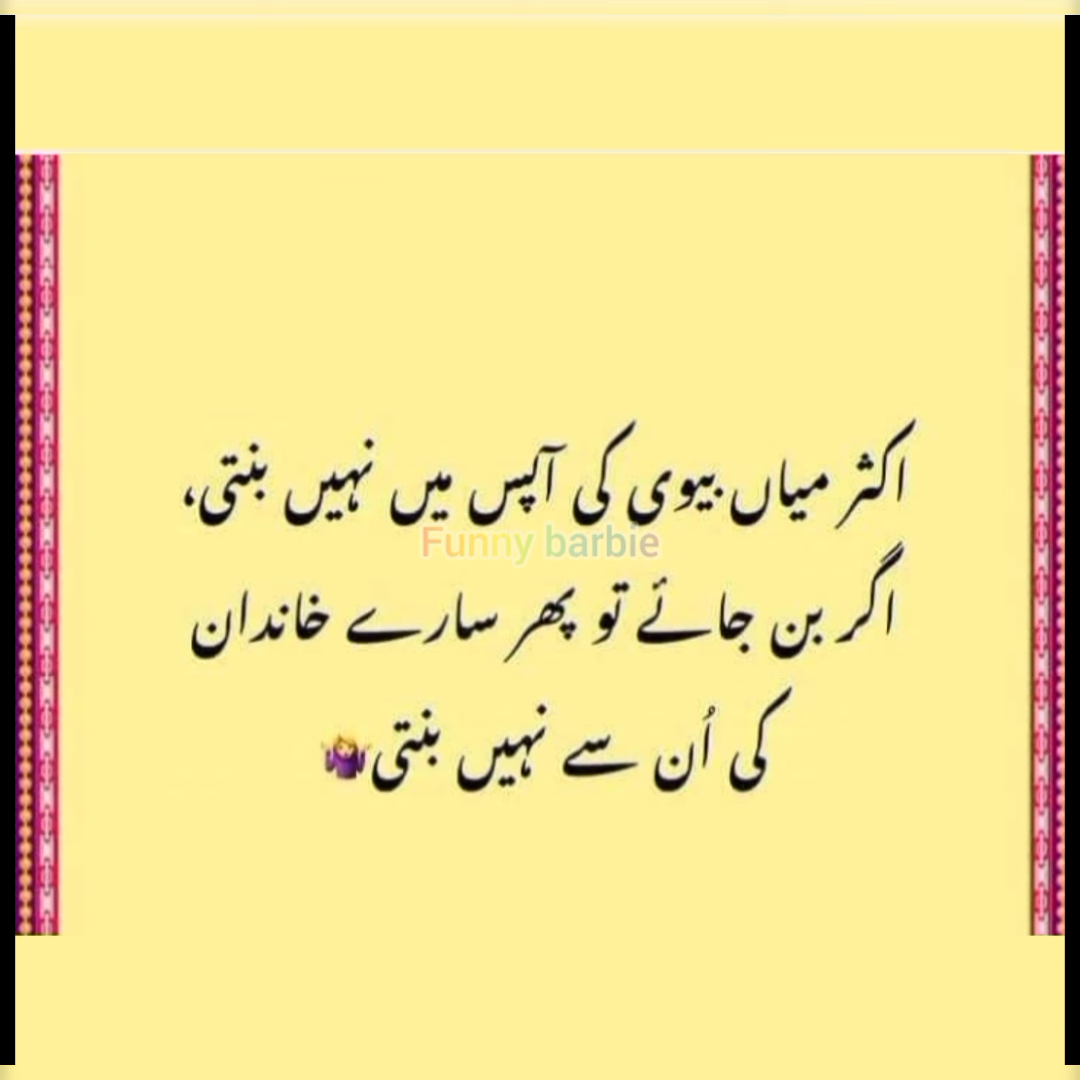 اکثر میاں بیوی کی آپس میں نہیں بنتی،
Funny barbie
اگر بن جائے تو پھر سارے خاندان
کی اُن سے نہیں بنتی🤷‍♀️